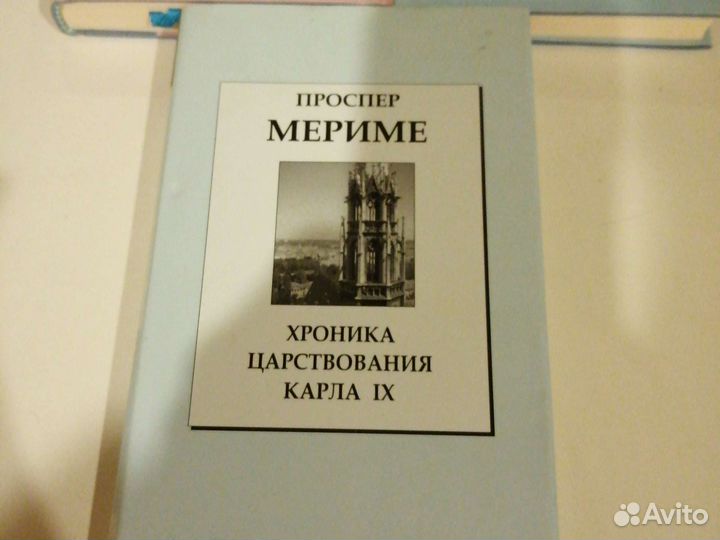 ПРОСПЕР
МЕРИМЕ
ХРОНИКА
ЦАРСТВОВАНИЯ
КАРЛА IX
Avito